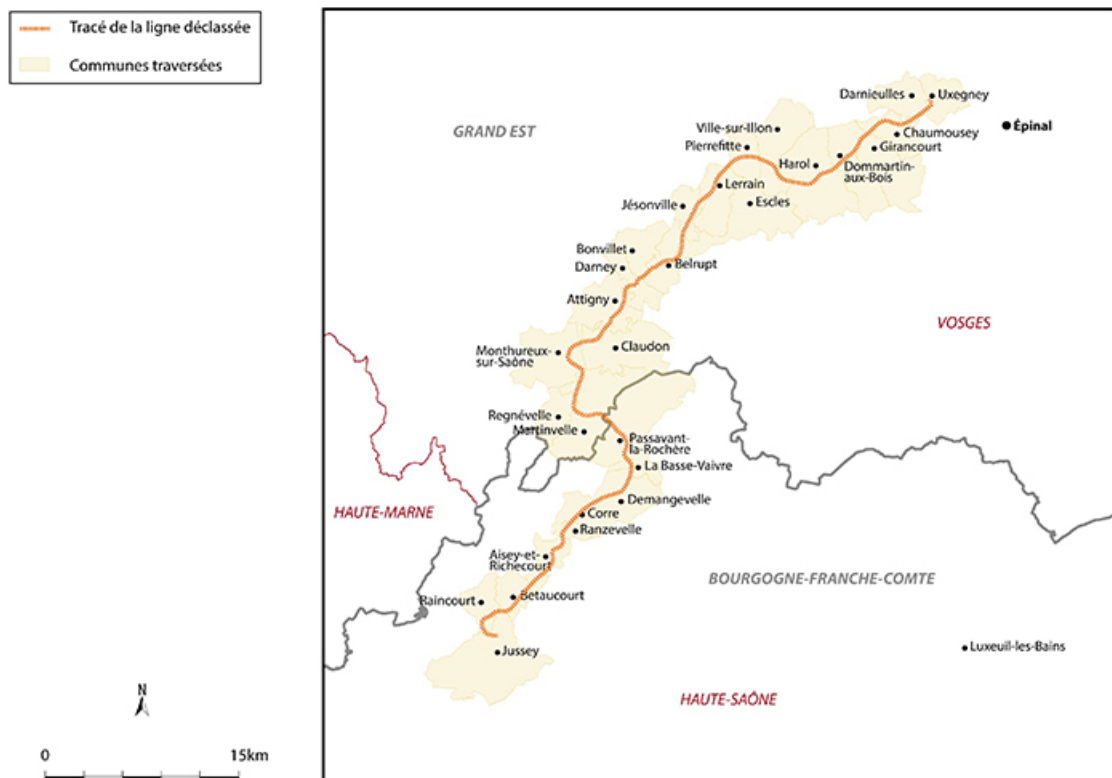 Tracé de la ligne déclassée
Communes traversées
Darnieulles
Uxegney
Épinal
GRAND EST
Ville-sur-Illon
Chaumousey
Pierrefitte
Girancourt
Harol
Dommartin-
aux-Bois
Lerrain
Jésonville
Escles
Bonvillet
Darney
Belrupt
Attigny
VOSGES
Monthureux-
sur-Saône
Claudon
Regnévelle
Martinvelle
Passavant-
la-Rochère
La Basse-Vaivre
HAUTE-MARNE
Demangevelle
Corre
Ranzevelle
Aisey-et-
Richecourt
BOURGOGNE-FRANCHE-COMTE
Raincourt
Betaucourt
Jussey
Luxeuil-les-Bains
HAUTE-SAÔNE
N
0 15km